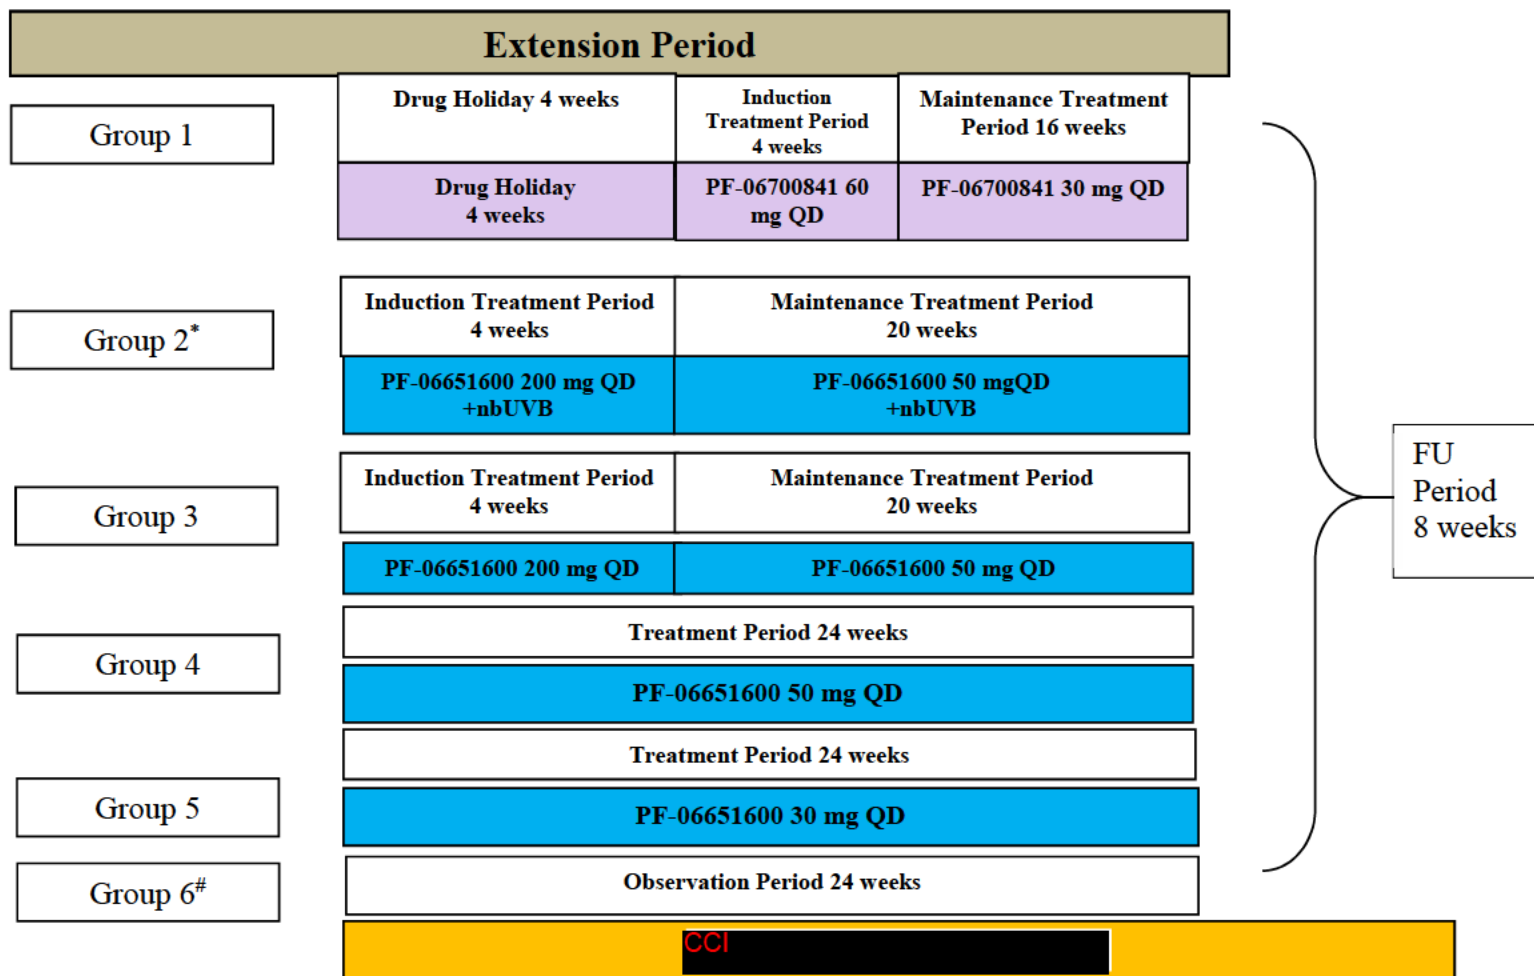 Extension Period
Group 1
Drug Holiday 4 weeks
Induction
Treatment Period
4 weeks
Maintenance Treatment
Period 16 weeks
Drug Holiday
4 weeks
PF-06700841 60
mg QD
PF-06700841 30 mg QD
Group 2*
Induction Treatment Period
4 weeks
Maintenance Treatment Period
20 weeks
PF-06651600 200 mg QD
+nbUVB
PF-06651600 50 mgQD
+nbUVB
Group 3
Induction Treatment Period
4 weeks
Maintenance Treatment Period
20 weeks
PF-06651600 200 mg QD
PF-06651600 50 mg QD
Group 4
Treatment Period 24 weeks
PF-06651600 50 mg QD
Group 5
Treatment Period 24 weeks
PF-06651600 30 mg QD
Group 6#
Observation Period 24 weeks
CCI
FU
Period
8 weeks